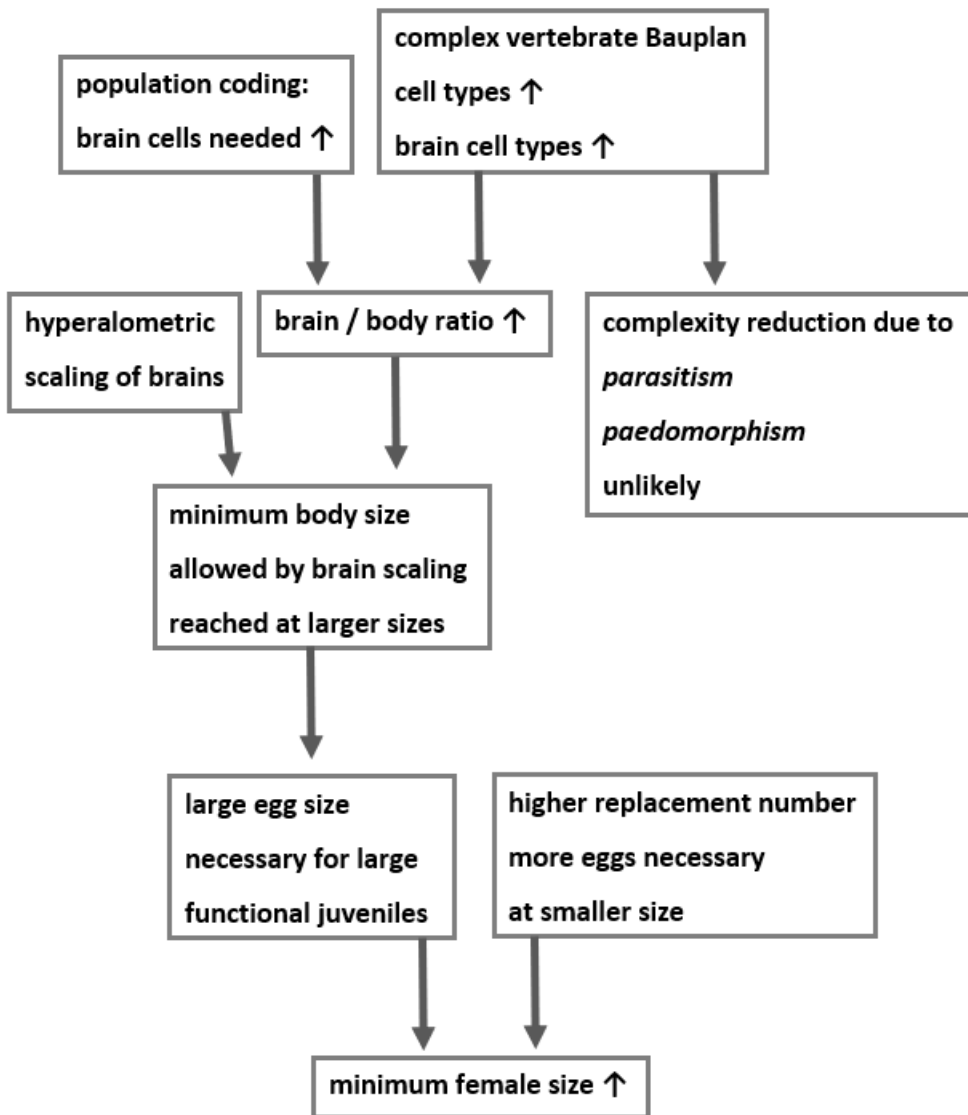 population coding:
brain cells needed ↑
complex vertebrate Bauplan
cell types ↑
brain cell types ↑
hyperalometric
scaling of brains
brain / body ratio ↑
complexity reduction due to
parasitism
paedomorphism
unlikely
minimum body size
allowed by brain scaling
reached at larger sizes
large egg size
necessary for large
functional juveniles
higher replacement number
more eggs necessary
at smaller size
minimum female size ↑